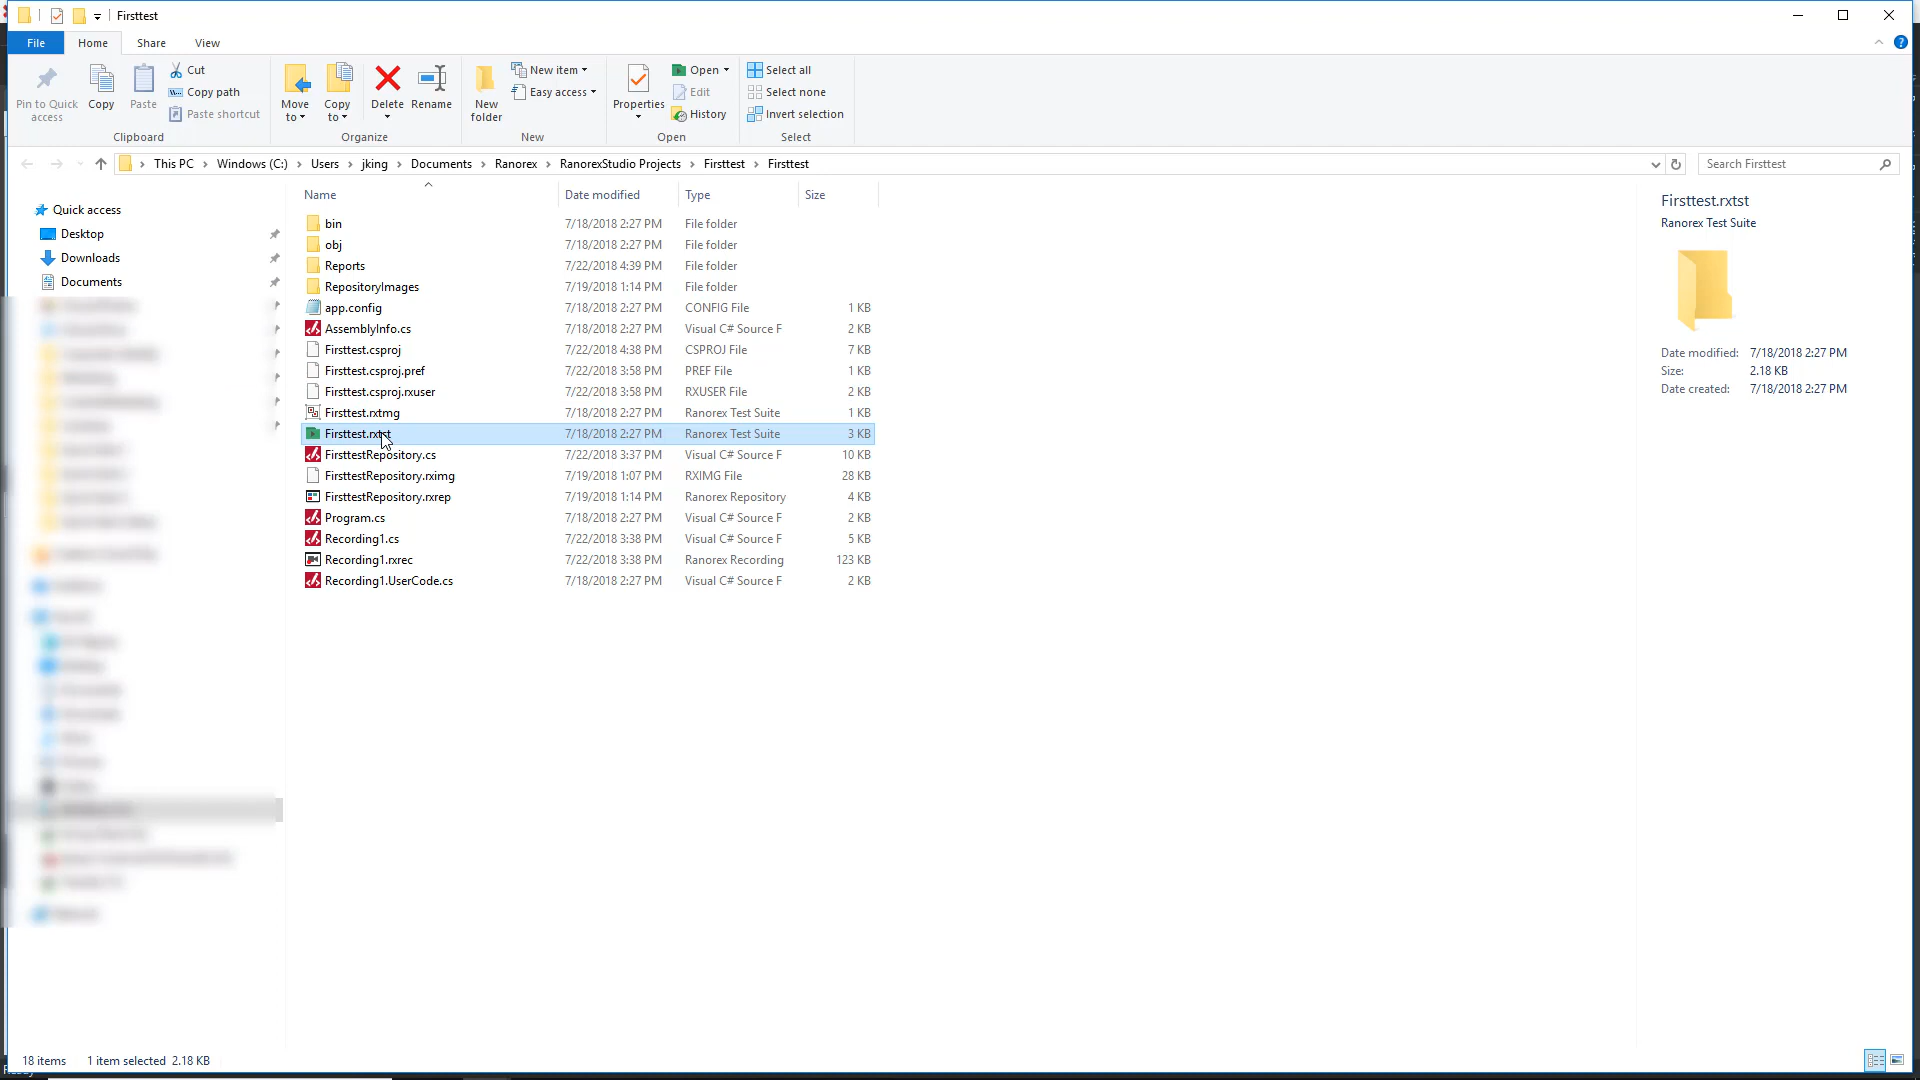 Firsttest
File Home Share View
Pin to Quick access
Copy
Paste
Cut
Copy path
Paste shortcut
Clipboard
Move to
Copy to
Delete
Rename
Organize
New folder
New item
Easy access
New
Properties
Open
Edit
History
Open
Select all
Select none
Invert selection
Select
This PC > Windows (C:) > Users > jking > Documents > Ranorex > RanorexStudio Projects > Firsttest > Firsttest
Search Firsttest
Quick access
Desktop
Downloads
Documents
Name Date modified Type Size
bin 7/18/2018 2:27 PM File folder
obj 7/18/2018 2:27 PM File folder
Reports 7/22/2018 4:39 PM File folder
RepositoryImages 7/19/2018 1:14 PM File folder
app.config 7/18/2018 2:27 PM CONFIG File 1 KB
AssemblyInfo.cs 7/18/2018 2:27 PM Visual C# Source F 2 KB
Firsttest.csproj 7/22/2018 4:38 PM CSPROJ File 7 KB
Firsttest.csproj.pref 7/22/2018 3:58 PM PREF File 1 KB
Firsttest.csproj.rxuser 7/22/2018 3:58 PM RXUSER File 2 KB
Firsttest.rxtmg 7/18/2018 2:27 PM Ranorex Test Suite 1 KB
Firsttest.rxtst 7/18/2018 2:27 PM Ranorex Test Suite 3 KB
FirsttestRepository.cs 7/22/2018 3:37 PM Visual C# Source F 10 KB
FirsttestRepository.rximg 7/19/2018 1:07 PM RXIMG File 28 KB
FirsttestRepository.rxrep 7/19/2018 1:14 PM Ranorex Repository 4 KB
Program.cs 7/18/2018 2:27 PM Visual C# Source F 2 KB
Recording1.cs 7/22/2018 3:38 PM Visual C# Source F 5 KB
Recording1.rxrec 7/22/2018 3:38 PM Ranorex Recording 123 KB
Recording1.UserCode.cs 7/18/2018 2:27 PM Visual C# Source F 2 KB
Firsttest.rxtst
Ranorex Test Suite
Date modified: 7/18/2018 2:27 PM
Size: 2.18 KB
Date created: 7/18/2018 2:27 PM
18 items 1 item selected 2.18 KB